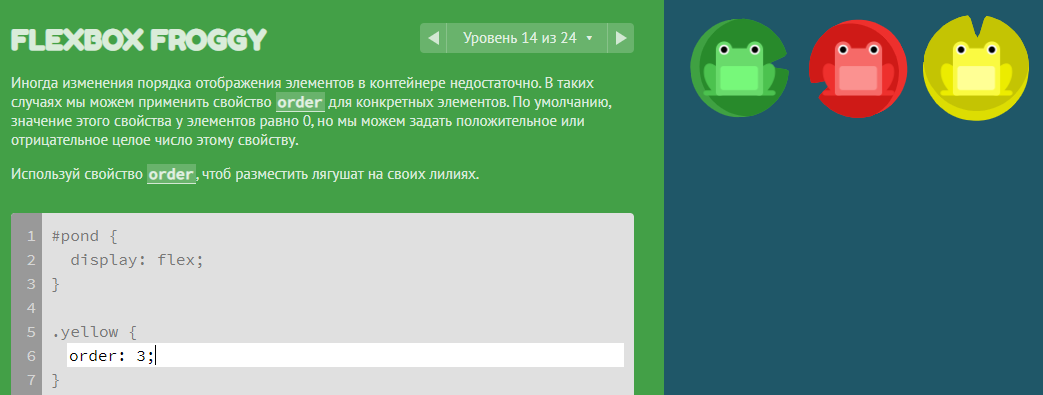 FLEXBOX FROGGY
Уровень 14 из 24
Иногда изменения порядка отображения элементов в контейнере недостаточно. В таких
случаях мы можем применить свойство order для конкретных элементов. По умолчанию,
значение этого свойства у элементов равно 0, но мы можем задать положительное или
отрицательное целое число этому свойству.
Используй свойство order, чтоб разместить лягушат на своих лилиях.
1 #pond {
2 display: flex;
3 }
4
5 .yellow {
6 order: 3;
7 }